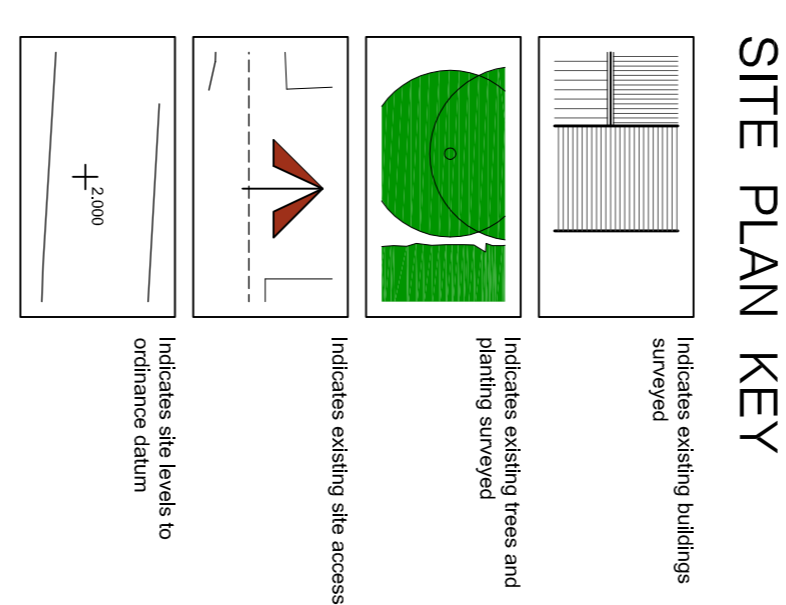 SITE PLAN KEY
Indicates existing buildings
surveyed
Indicates existing trees and
planting surveyed
Indicates existing site access
2.000
Indicates site levels to
ordinance datum